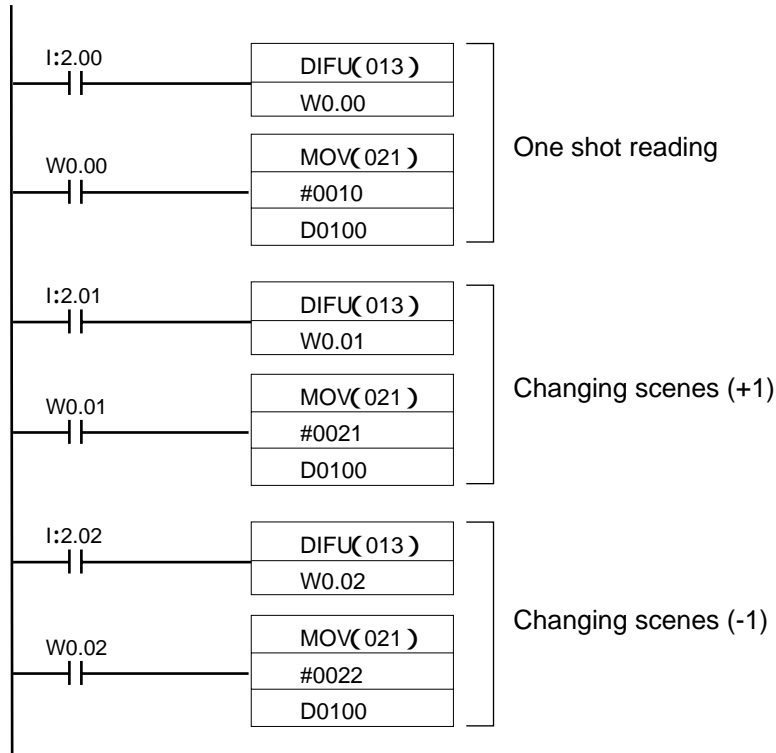 I:2.00
DIFU(013)
W0.00
W0.00
MOV(021)
#0010
D0100
One shot reading
I:2.01
DIFU(013)
W0.01
W0.01
MOV(021)
#0021
D0100
Changing scenes (+1)
I:2.02
DIFU(013)
W0.02
W0.02
MOV(021)
#0022
D0100
Changing scenes (-1)